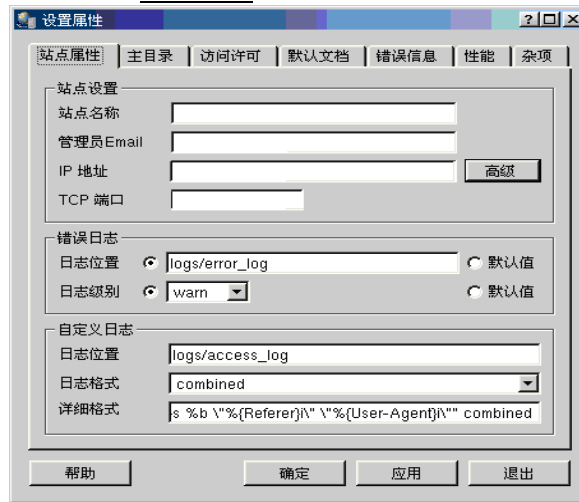 设置属性
站点属性 主目录 访问许可 默认文档 错误信息 性能 杂项
站点设置
站点名称
管理员Email
IP 地址 高级
TCP 端口
错误日志
日志位置 logs/error_log 默认值
日志级别 warn 默认值
自定义日志
日志位置 logs/access_log
日志格式 combined
详细格式 s %b \"%{Referer}i\" \"%{User-Agent}i\"" combined
帮助 确定 应用 退出